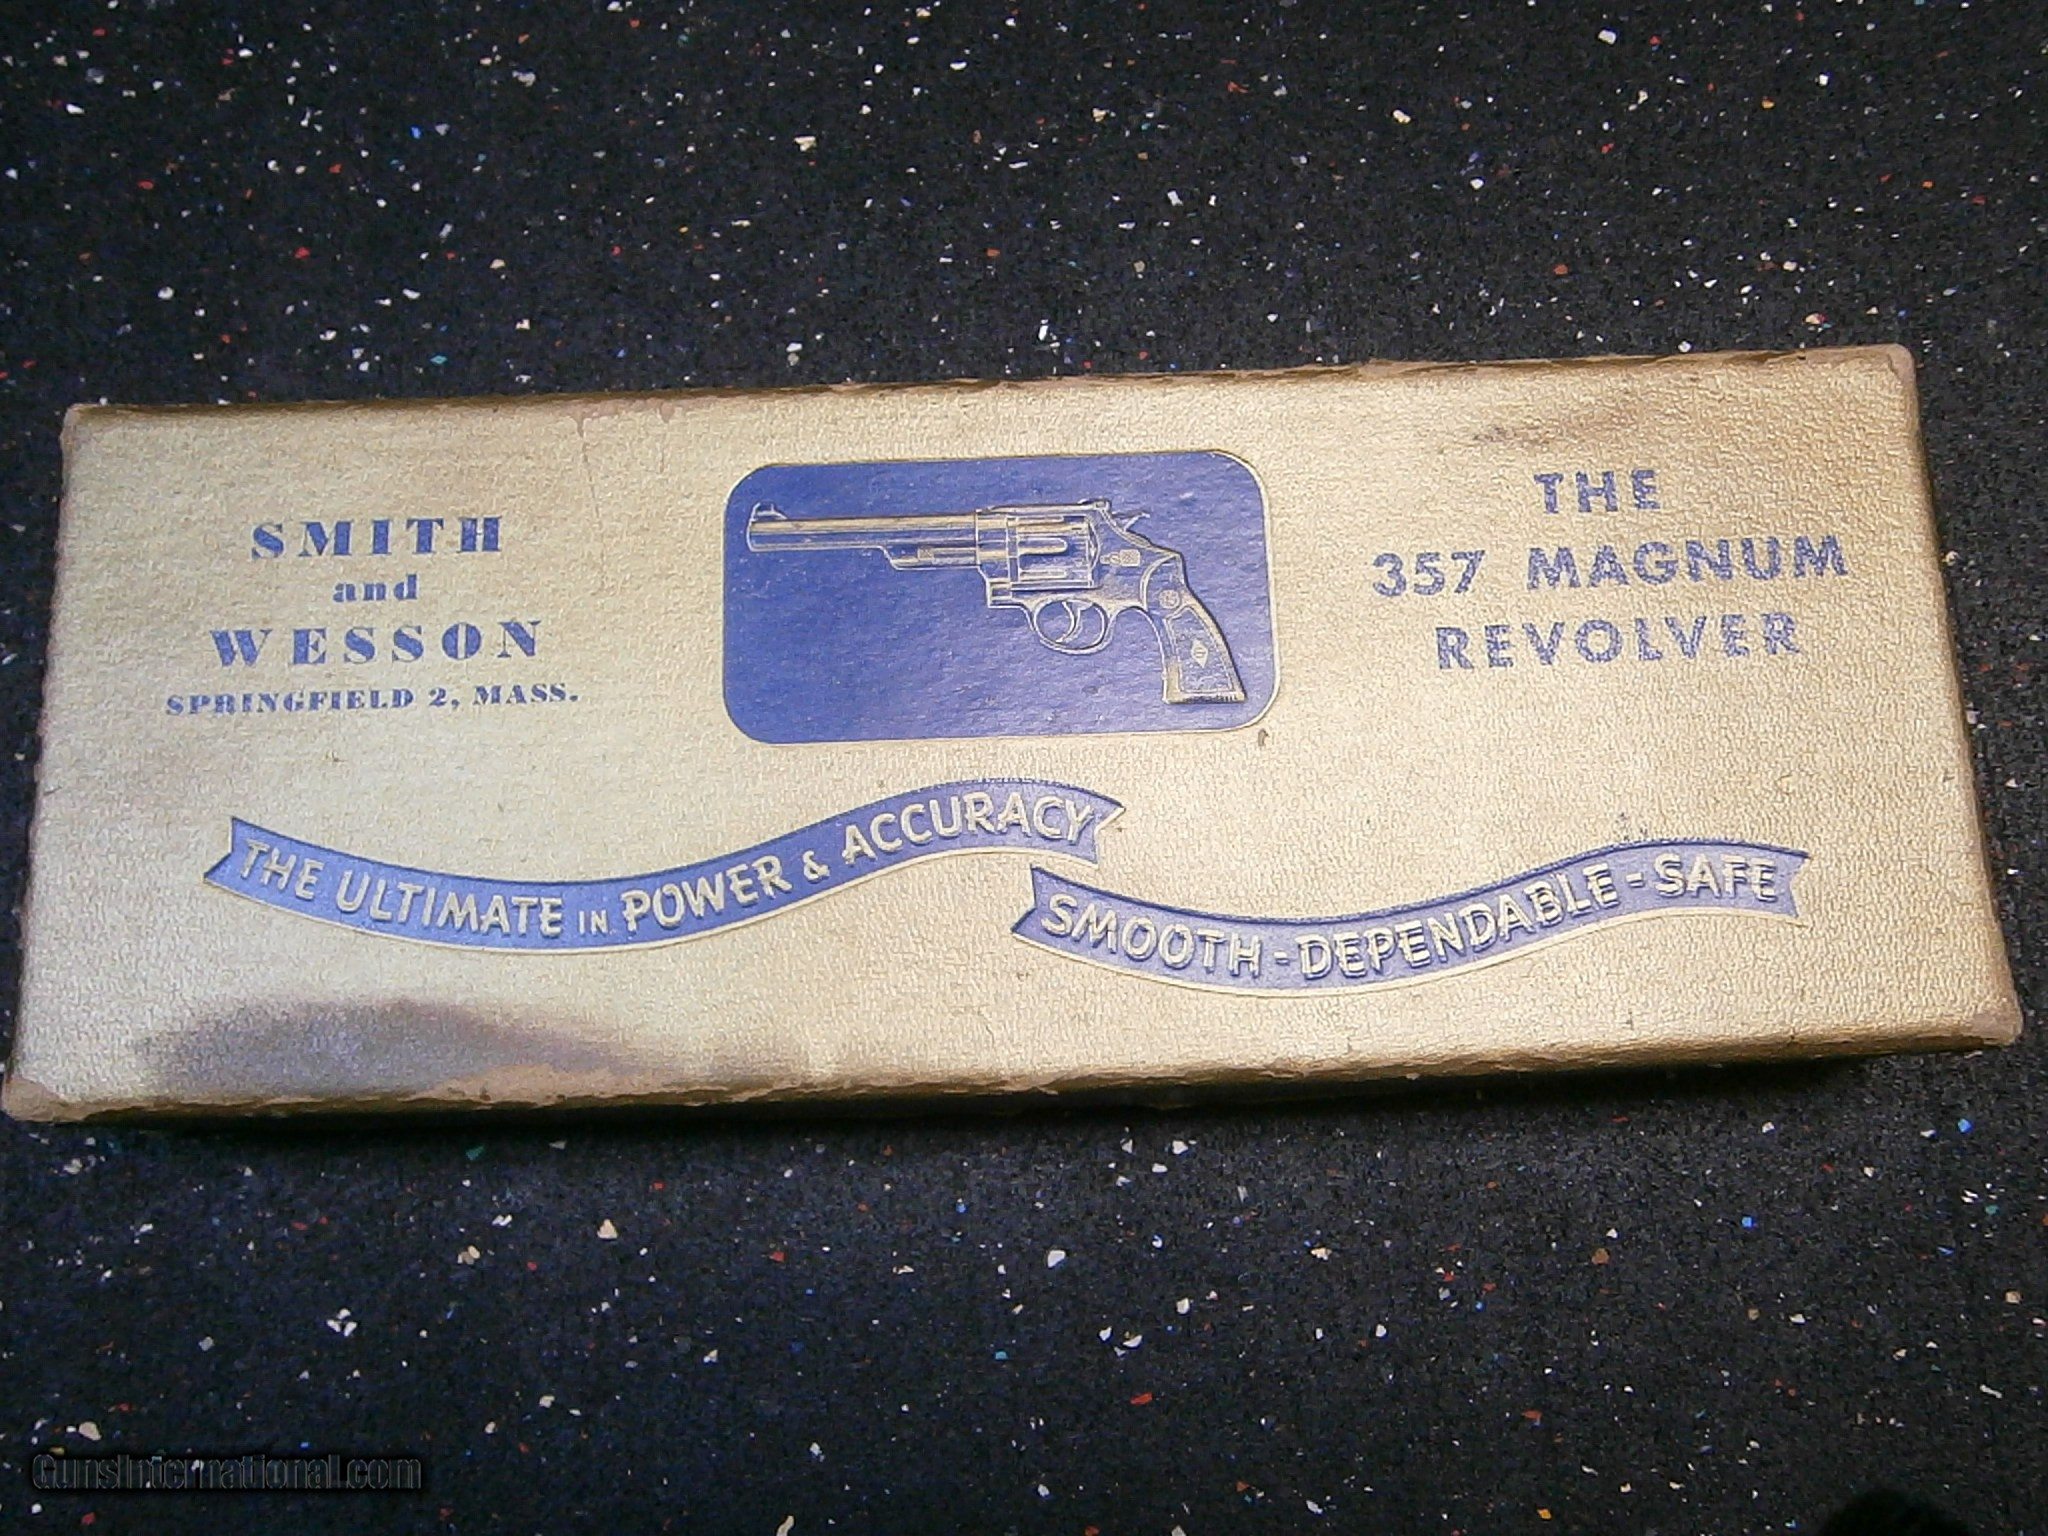 SMITH
and
WESSON
SPRINGFIELD 2, MASS.
THE
357 MAGNUM
REVOLVER
THE ULTIMATE IN POWER & ACCURACY
SMOOTH - DEPENDABLE - SAFE
GunsInternational.com